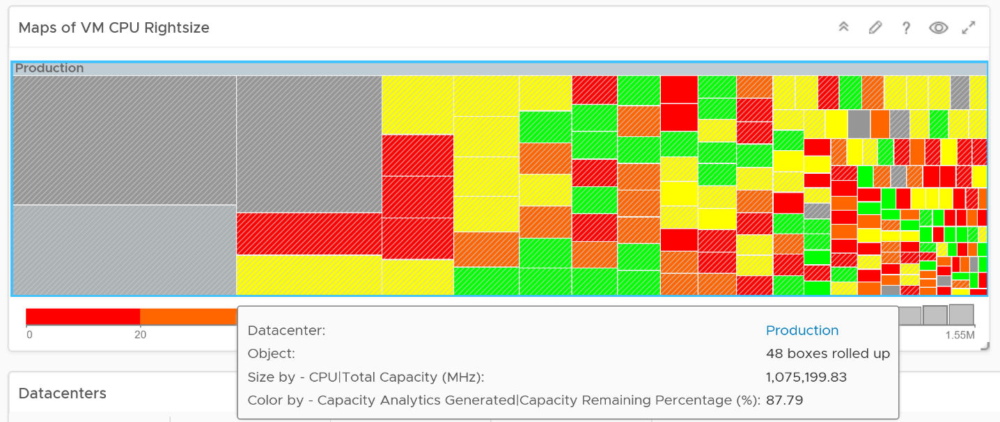 Maps of VM CPU Rightsize
?
Production
0
20
1.55M
Datacenter: Production
Object: 48 boxes rolled up
Size by - CPU|Total Capacity (MHz): 1,075,199.83
Color by - Capacity Analytics Generated|Capacity Remaining Percentage (%): 87.79
Datacenters